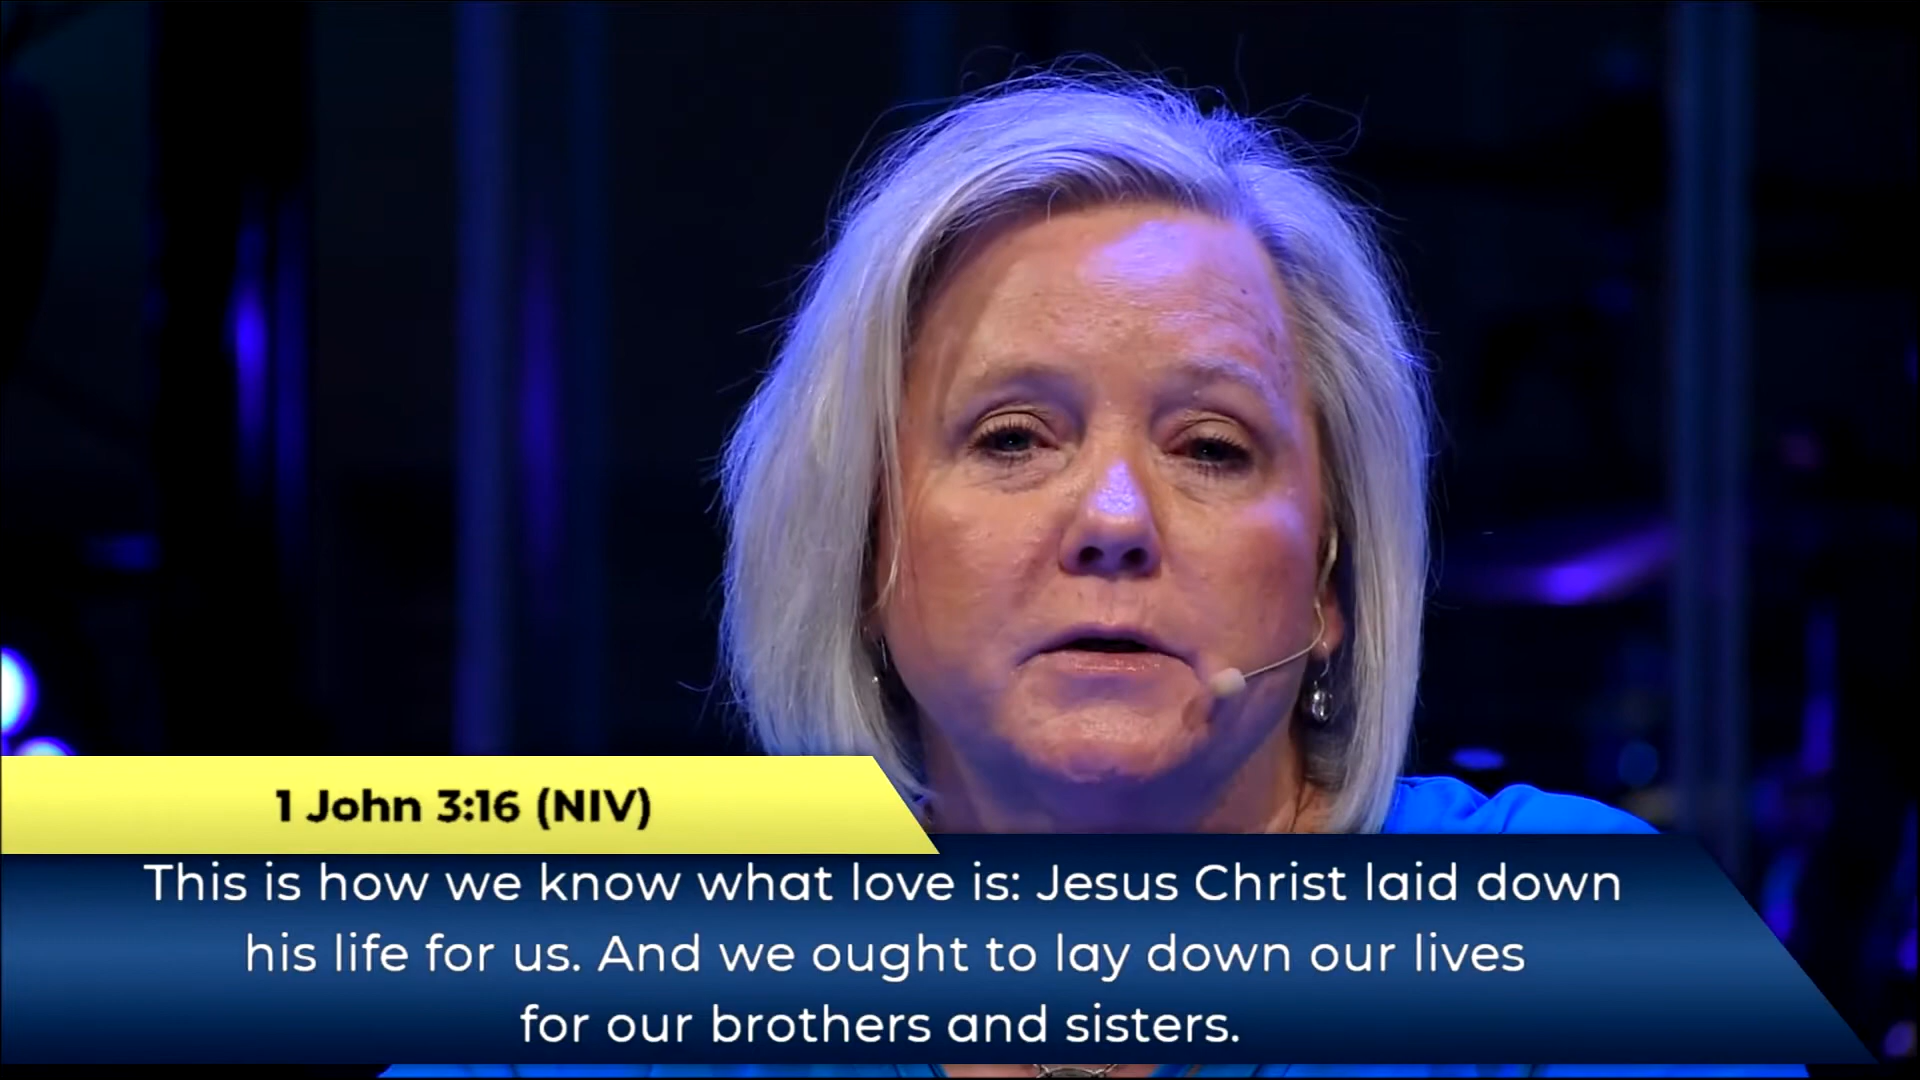 1 John 3:16 (NIV)
This is how we know what love is: Jesus Christ laid down
his life for us. And we ought to lay down our lives
for our brothers and sisters.